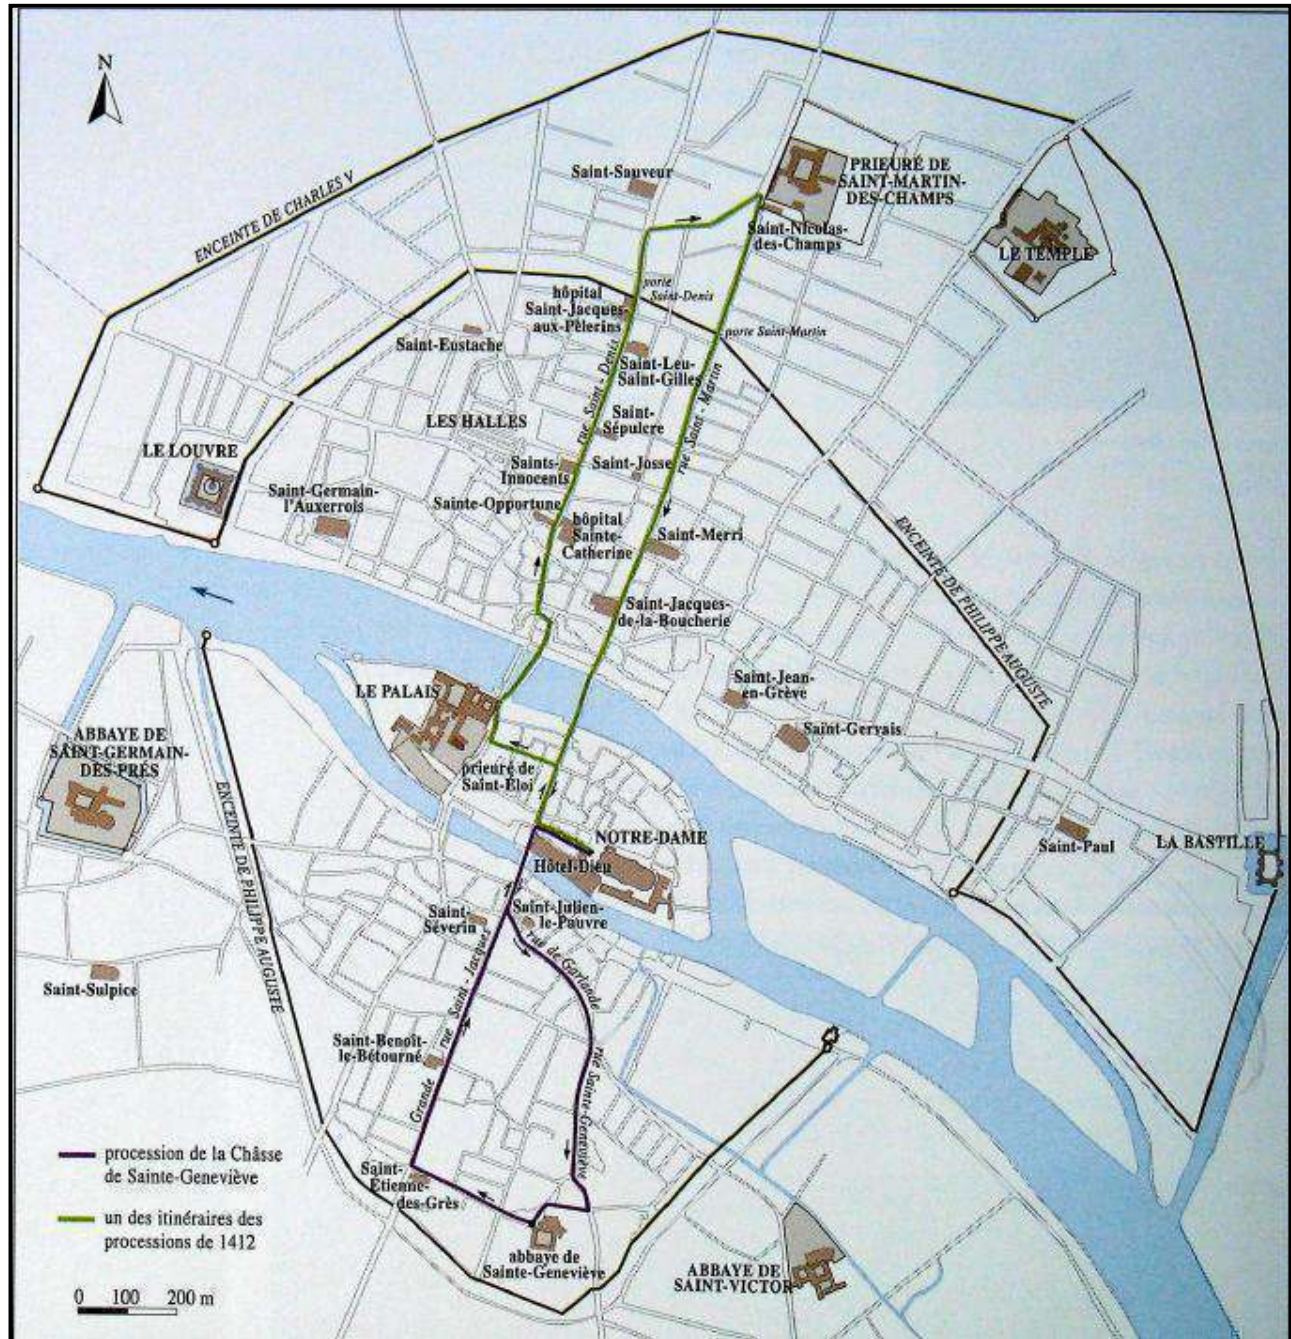 N
ENCEINTE DE CHARLES V
Saint-Sauveur
PRIEURÉ DE
SAINT-MARTIN-
DES-CHAMPS
Saint-Nicolas-
des-Champs
LE TEMPLE
porte
Saint-Denis
hôpital
Saint-Jacques-
aux-Pèlerins
porte Saint-Martin
Saint-Eustache
Saint-Leu-
Saint-Gilles
rue Saint-Denis
rue Saint-Martin
Saint-
Sépulcre
LES HALLES
LE LOUVRE
Saints-
Innocents
Saint-Josse
Saint-Germain-
l'Auxerrois
Sainte-Opportune
hôpital
Sainte-
Catherine
Saint-Merri
ENCEINTE DE PHILIPPE AUGUSTE
Saint-Jacques-
de-la-Boucherie
Saint-Jean-
en-Grève
Saint-Gervais
LE PALAIS
ABBAYE DE
SAINT-GERMAIN-
DES-PRÉS
prieuré de
Saint-Éloi
NOTRE-DAME
Hôtel-Dieu
Saint-Paul
LA BASTILLE
ENCEINTE DE PHILIPPE AUGUSTE
Saint-
Séverin
Saint-Julien-
le-Pauvre
rue de Garlande
Saint-Sulpice
Grande rue Saint-Jacques
Saint-Benoît-
le-Bétourné
rue Sainte-Geneviève
Saint-
Étienne-
des-Grès
abbaye de
Sainte-Geneviève
ABBAYE DE
SAINT-VICTOR
procession de la Châsse
de Sainte-Geneviève
un des itinéraires des
processions de 1412
0 100 200 m